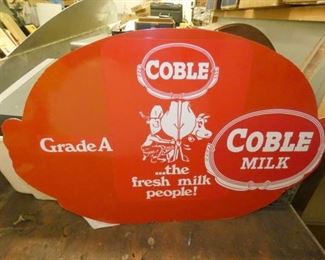 COBLE
Grade A
...the
fresh milk
people!
COBLE
MILK